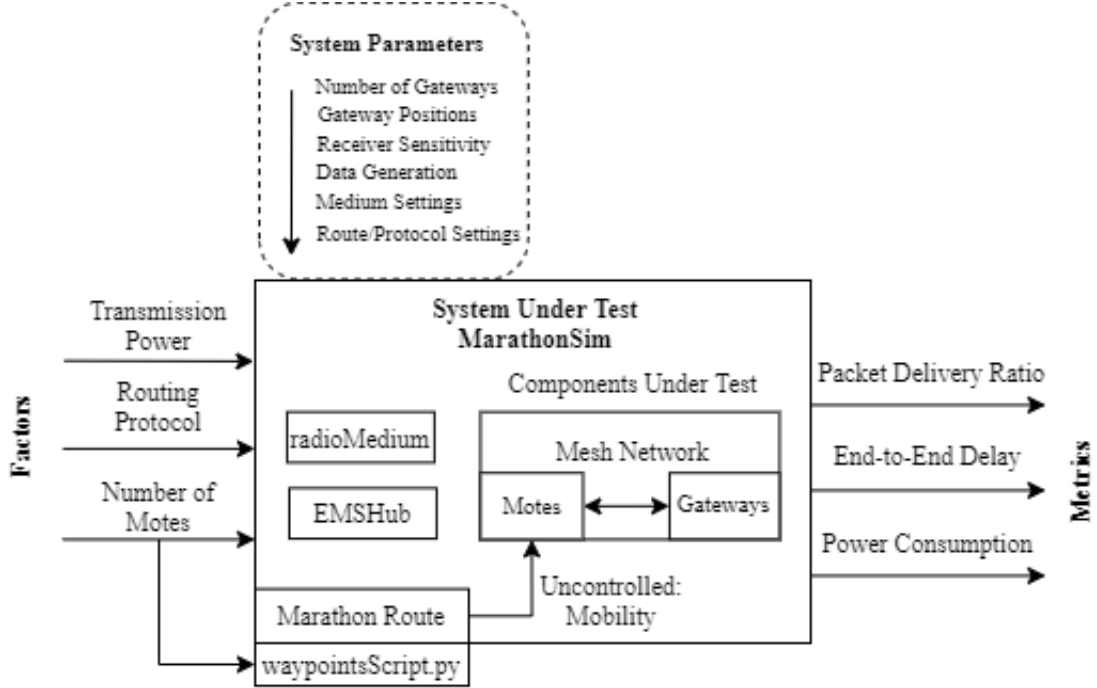 System Parameters
Number of Gateways
Gateway Positions
Receiver Sensitivity
Data Generation
Medium Settings
Route/Protocol Settings
System Under Test
MarathonSim
Factors
Transmission
Power
Routing
Protocol
Number of
Motes
Components Under Test
radioMedium
EMSHub
Mesh Network
Motes
Gateways
Uncontrolled:
Mobility
Marathon Route
waypointsScript.py
Packet Delivery Ratio
End-to-End Delay
Power Consumption
Metrics